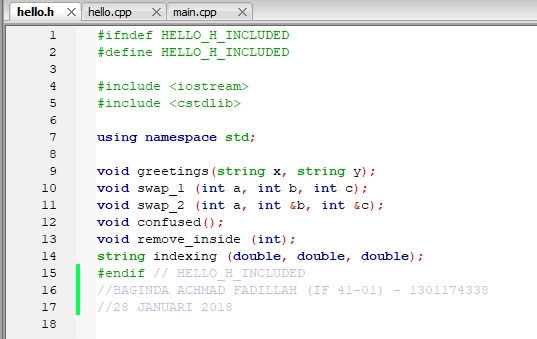 hello.h X hello.cpp X main.cpp X
1 #ifndef HELLO_H_INCLUDED
2 #define HELLO_H_INCLUDED
3
4 #include <iostream>
5 #include <cstdlib>
6
7 using namespace std;
8
9 void greetings(string x, string y);
10 void swap_1 (int a, int b, int c);
11 void swap_2 (int a, int &b, int &c);
12 void confused();
13 void remove_inside (int);
14 string indexing (double, double, double);
15 #endif // HELLO_H_INCLUDED
16 //BAGINDA ACHMAD FADILLAH (IF 41-01) - 1301174338
17 //28 JANUARI 2018
18